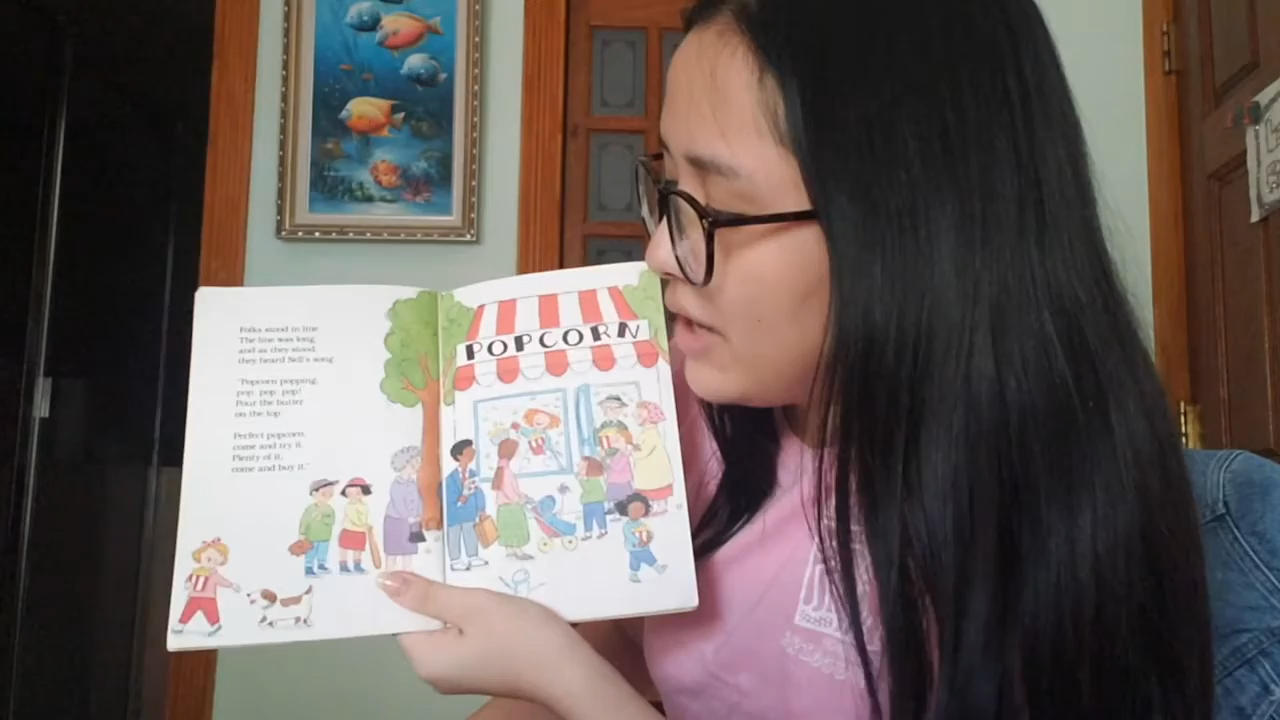 Folks stood in line
The line was long,
and as they stood,
they heard Nell's song
"Popcorn popping,
pop, pop, pop!
Pour the butter
on the top
Perfect popcorn,
come and try it.
Plenty of it,
come and buy it."
POPCORN